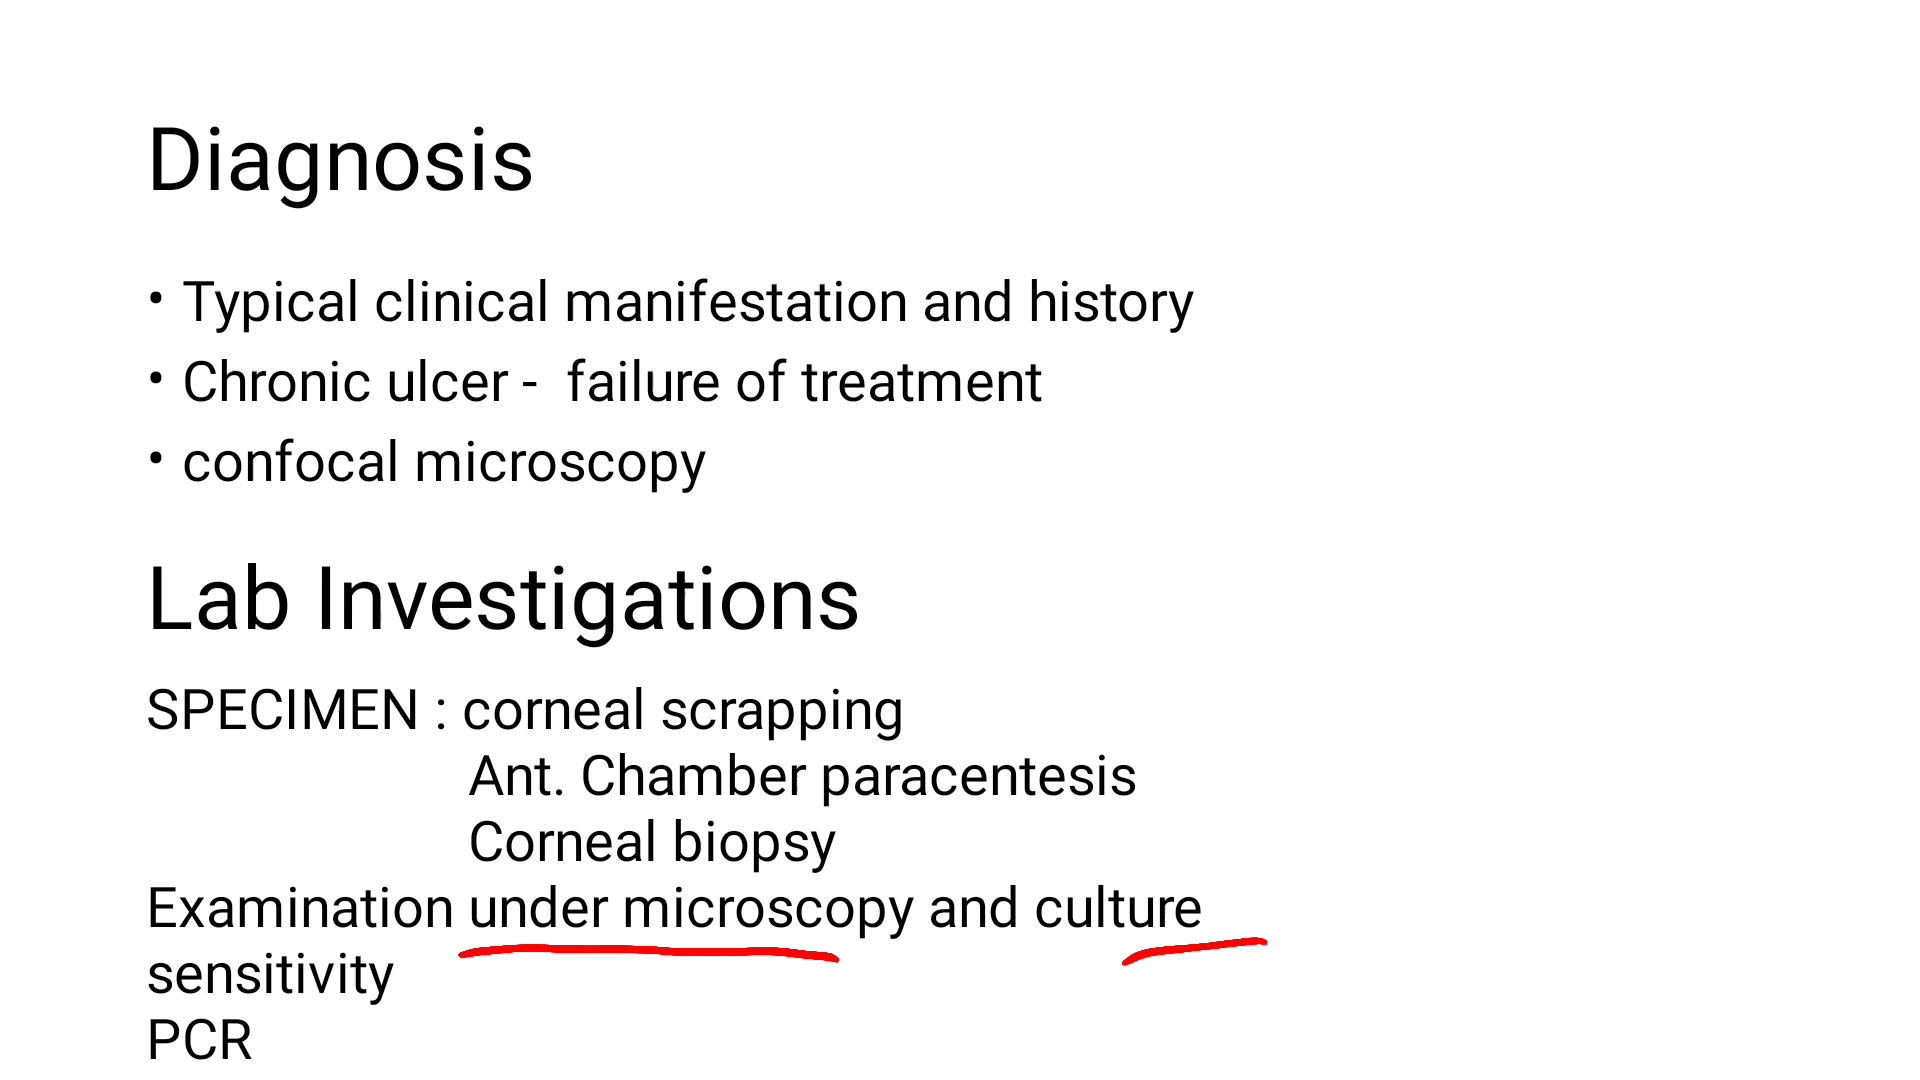 Diagnosis
• Typical clinical manifestation and history
• Chronic ulcer -  failure of treatment
• confocal microscopy
Lab Investigations
SPECIMEN : corneal scrapping
Ant. Chamber paracentesis
Corneal biopsy
Examination under microscopy and culture
sensitivity
PCR